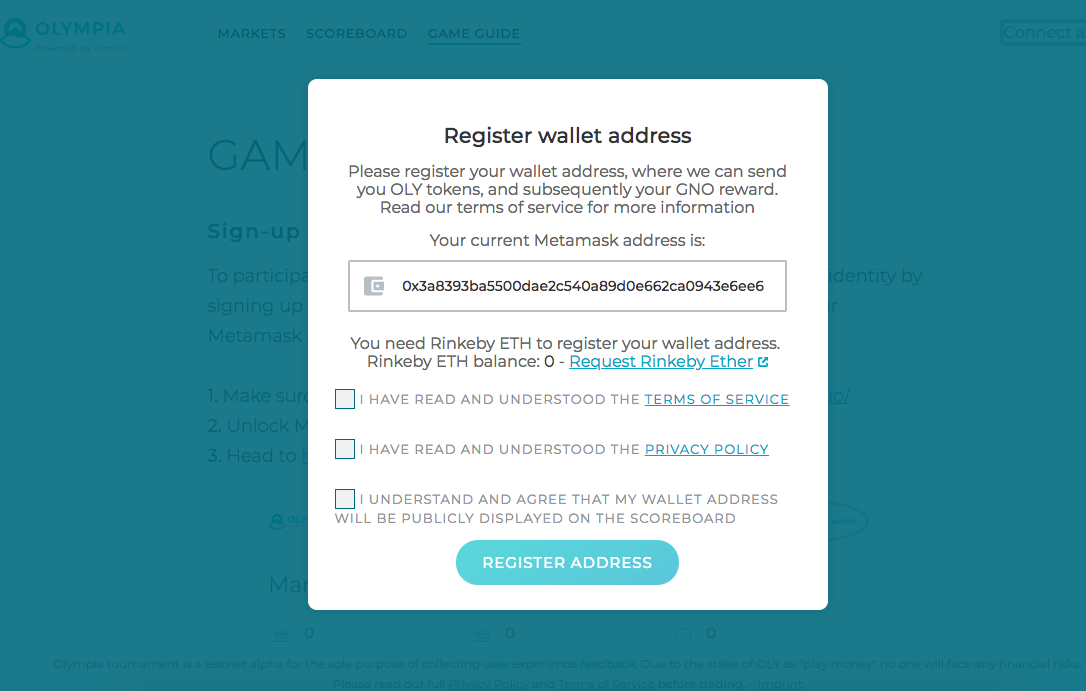 OLYMPIA
Powered by Gnosis
MARKETS SCOREBOARD GAME GUIDE
Connect a
GAM
Register wallet address
Please register your wallet address, where we can send
you OLY tokens, and subsequently your GNO reward.
Read our terms of service for more information
Sign-up
Your current Metamask address is:
To participa
identity by
0x3a8393ba5500dae2c540a89d0e662ca0943e6ee6
signing up
Metamask
You need Rinkeby ETH to register your wallet address.
Rinkeby ETH balance: 0 - Request Rinkeby Ether
1. Make sure
io/
I HAVE READ AND UNDERSTOOD THE TERMS OF SERVICE
2. Unlock M
3. Head to h
I HAVE READ AND UNDERSTOOD THE PRIVACY POLICY
I UNDERSTAND AND AGREE THAT MY WALLET ADDRESS
WILL BE PUBLICLY DISPLAYED ON THE SCOREBOARD
OLY
wallet
REGISTER ADDRESS
Mar
0 0 0
Olympia tournament is a testnet alpha for the sole purpose of collecting user experience feedback. Due to the stake of OLY as "play money" no one will face any financial risks.
Please read our full Privacy Policy and Terms of Service before trading. - Imprint